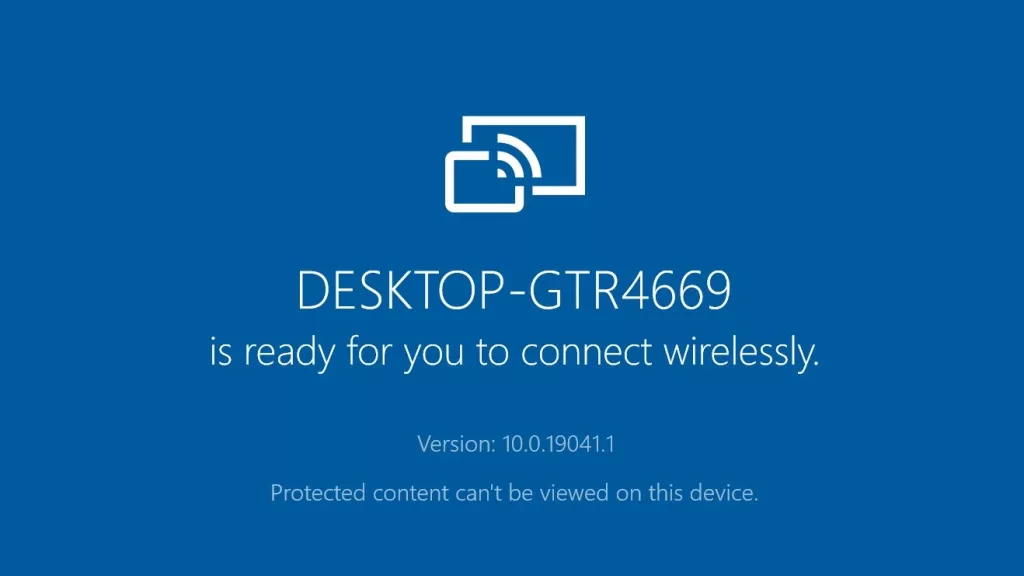 DESKTOP-GTR4669
is ready for you to connect wirelessly.
Version: 10.0.19041.1
Protected content can't be viewed on this device.